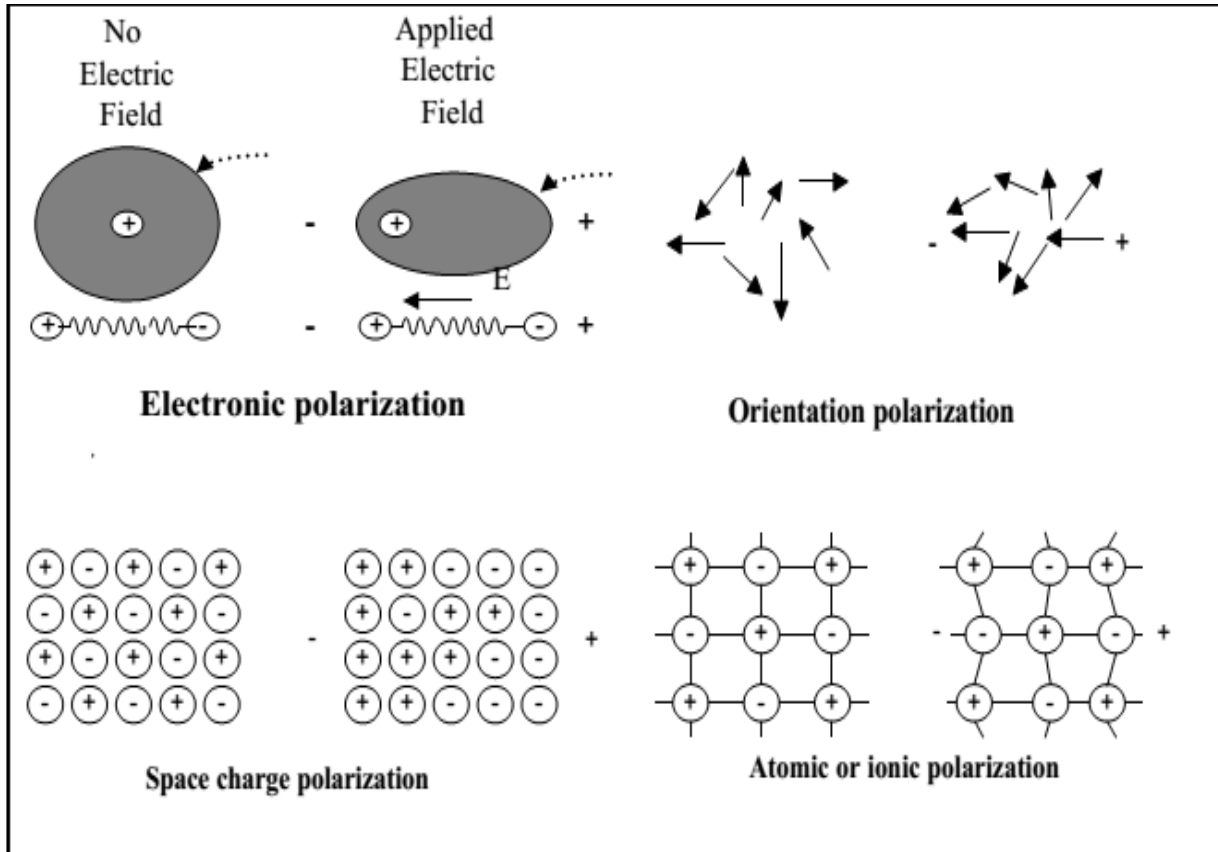 No
Electric
Field
Applied
Electric
Field
+ - + +
E
+ - - + - +
- +
Electronic polarization
Orientation polarization
+ - + - +
- + - + -
+ - + - +
- + - + -
- +
+ + - - -
+ - + + -
+ + + - -
+ + - - -
Space charge polarization
+ - +
- + -
+ - +
- +
+ - +
- + -
+ - +
Atomic or ionic polarization